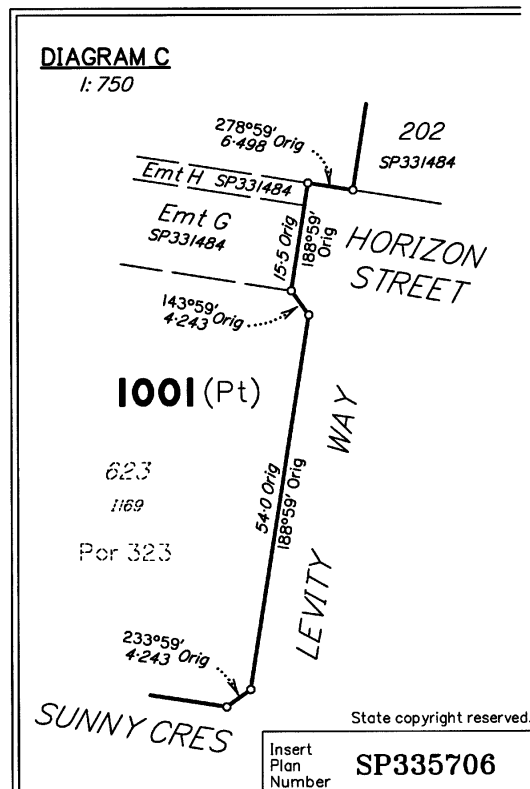 DIAGRAM C
1:750
278°59' Orig
6·498
202
SP331484
Emt H SP331484
Emt G
SP331484
15·5 Orig
188°59'
Orig
HORIZON
STREET
143°59' Orig
4·243
1001 (Pt)
WAY
623
1169
Por 323
54·0 Orig
188°59' Orig
LEVITY
233°59'
4·243 Orig
SUNNY CRES
State copyright reserved.
Insert
Plan
Number
SP335706